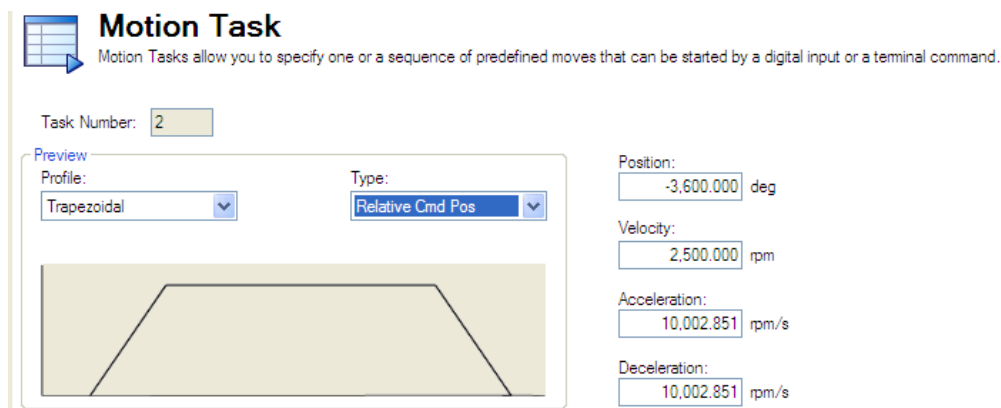 Motion Task
Motion Tasks allow you to specify one or a sequence of predefined moves that can be started by a digital input or a terminal command.
Task Number: 2
Preview
Profile:
Trapezoidal
Type:
Relative Cmd Pos
Position:
-3,600.000 deg
Velocity:
2,500.000 rpm
Acceleration:
10,002.851 rpm/s
Deceleration:
10,002.851 rpm/s